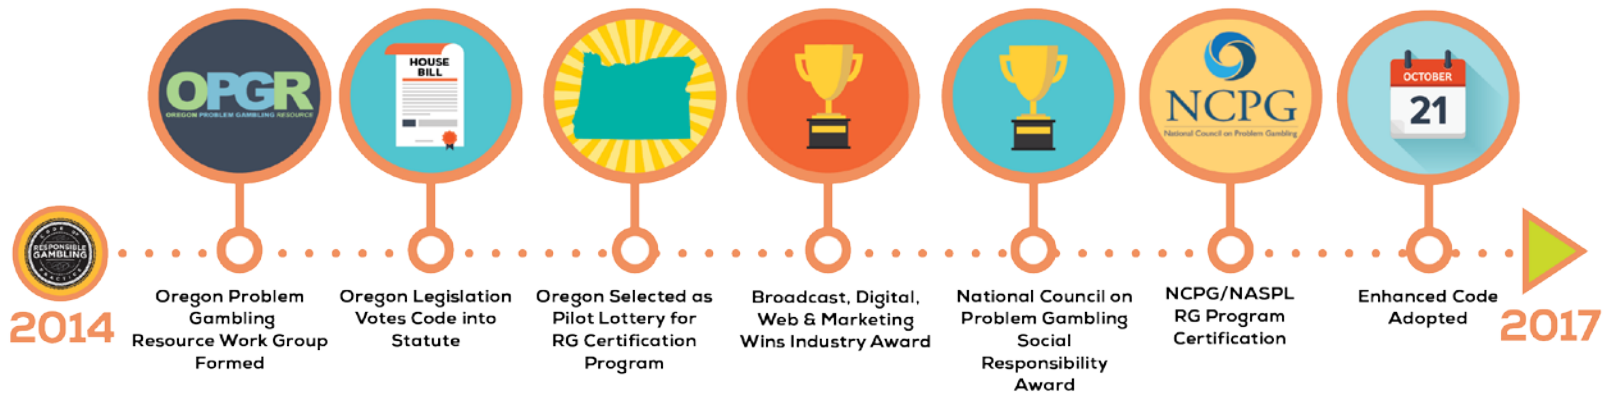 OPGR
OREGON PROBLEM GAMBLING RESOURCE
HOUSE
BILL
NCPG
National Council on Problem Gambling
OCTOBER
21
CODE OF
RESPONSIBLE
GAMBLING
PRACTICE
2014
Oregon Problem
Gambling
Resource Work Group
Formed
Oregon Legislation
Votes Code into
Statute
Oregon Selected as
Pilot Lottery for
RG Certification
Program
Broadcast, Digital,
Web & Marketing
Wins Industry Award
National Council on
Problem Gambling
Social
Responsibility
Award
NCPG/NASPL
RG Program
Certification
Enhanced Code
Adopted
2017